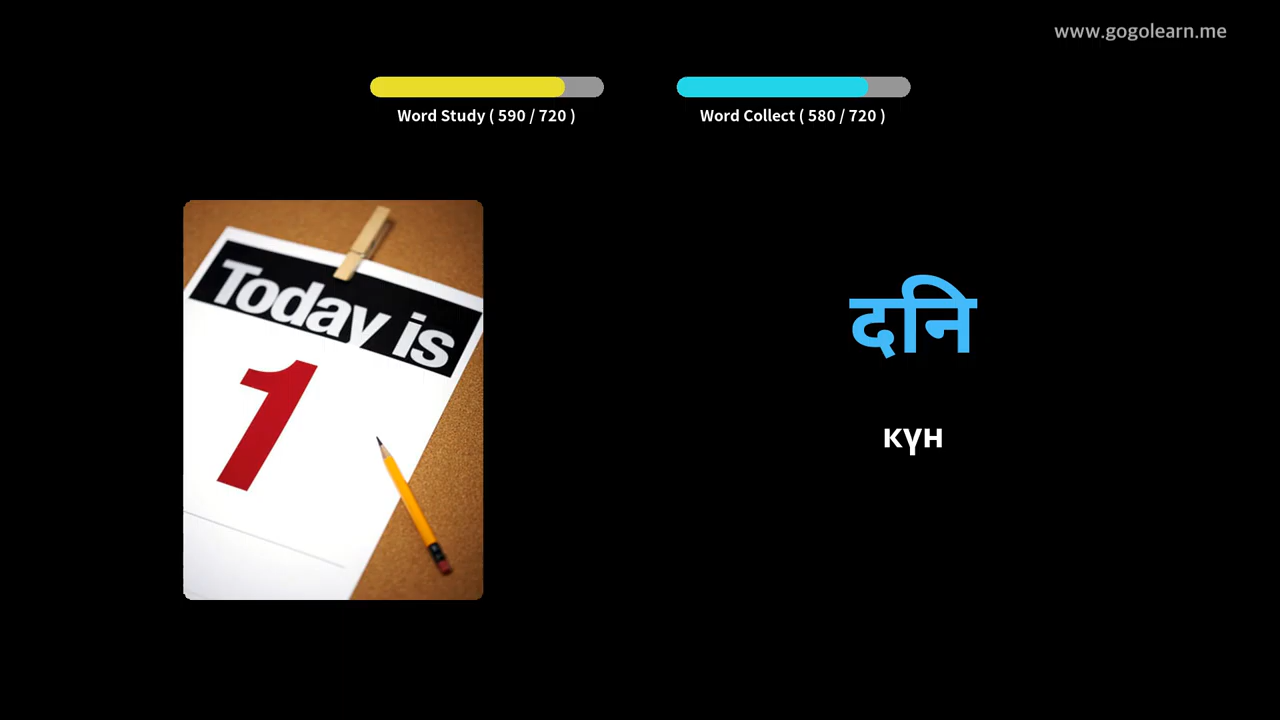 www.gogolearn.me
Word Study ( 590 / 720 )
Word Collect ( 580 / 720 )
Today is
1
दनि
күн